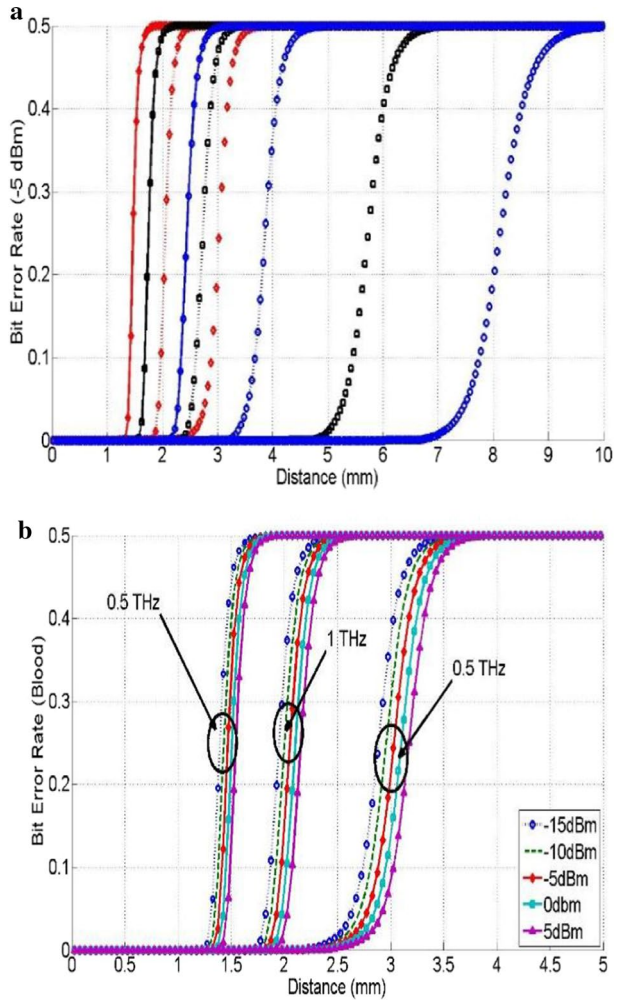 a
Bit Error Rate (-5 dBm)
0.5
0.4
0.3
0.2
0.1
0
0 1 2 3 4 5 6 7 8 9 10
Distance (mm)
b
Bit Error Rate (Blood)
0.5
0.4
0.3
0.2
0.1
0
0.5 THz
1 THz
0.5 THz
-15dBm
-10dBm
-5dBm
0dbm
5dBm
0 0.5 1 1.5 2 2.5 3 3.5 4 4.5 5
Distance (mm)